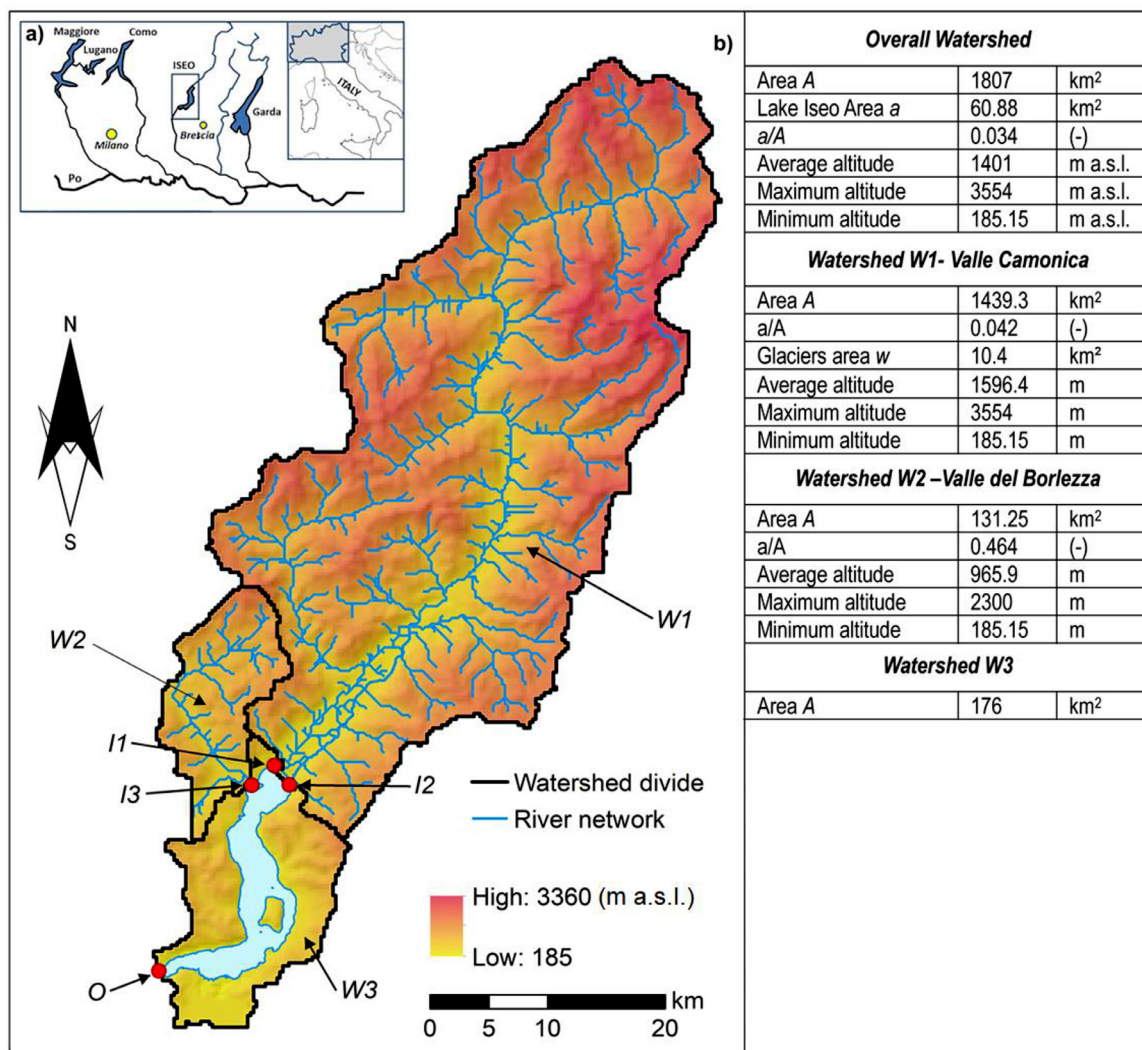 a)
Maggiore
Como
Lugano
ISEO
Garda
Milano
Brescia
Po
ITALY
b)
N
S
W1
W2
I1
I3
I2
O
W3
Watershed divide
River network
High: 3360 (m a.s.l.)
Low: 185
km
0 5 10 20
Overall Watershed
Area A 1807 km²
Lake Iseo Area a 60.88 km²
a/A 0.034 (-)
Average altitude 1401 m a.s.l.
Maximum altitude 3554 m a.s.l.
Minimum altitude 185.15 m a.s.l.
Watershed W1- Valle Camonica
Area A 1439.3 km²
a/A 0.042 (-)
Glaciers area w 10.4 km²
Average altitude 1596.4 m
Maximum altitude 3554 m
Minimum altitude 185.15 m
Watershed W2 –Valle del Borlezza
Area A 131.25 km²
a/A 0.464 (-)
Average altitude 965.9 m
Maximum altitude 2300 m
Minimum altitude 185.15 m
Watershed W3
Area A 176 km²